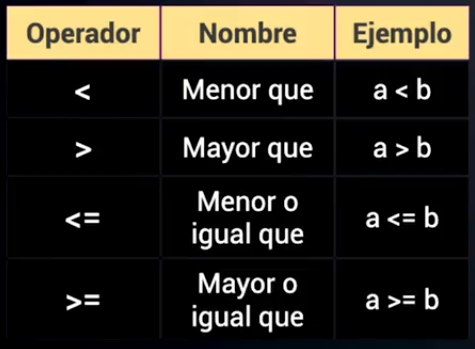 Operador Nombre Ejemplo
< Menor que a < b
> Mayor que a > b
<= Menor o igual que a <= b
>= Mayor o igual que a >= b